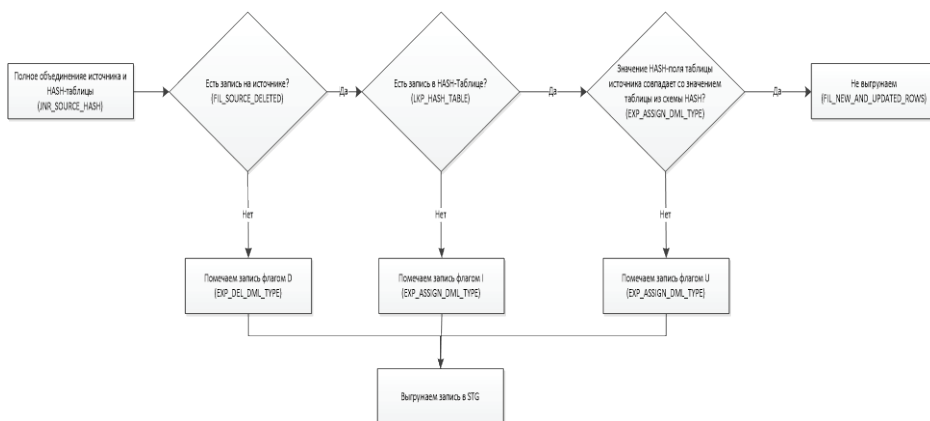 Полное объединенияе источника и
HASH-таблицы
(JNR_SOURCE_HASH)
Есть запись на источнике?
(FIL_SOURCE_DELETED)
Да
Есть запись в HASH-Таблице?
(LKP_HASH_TABLE)
Да
Значение HASH-поля таблицы
источника совпадает со значением
таблицы из схемы HASH?
(EXP_ASSIGN_DML_TYPE)
Да
Не выгружаем
(FIL_NEW_AND_UPDATED_ROWS)
Нет
Нет
Нет
Помечаем запись флагом D
(EXP_DEL_DML_TYPE)
Помечаем запись флагом I
(EXP_ASSIGN_DML_TYPE)
Помечаем запись флагом U
(EXP_ASSIGN_DML_TYPE)
Выгружаем запись в STG